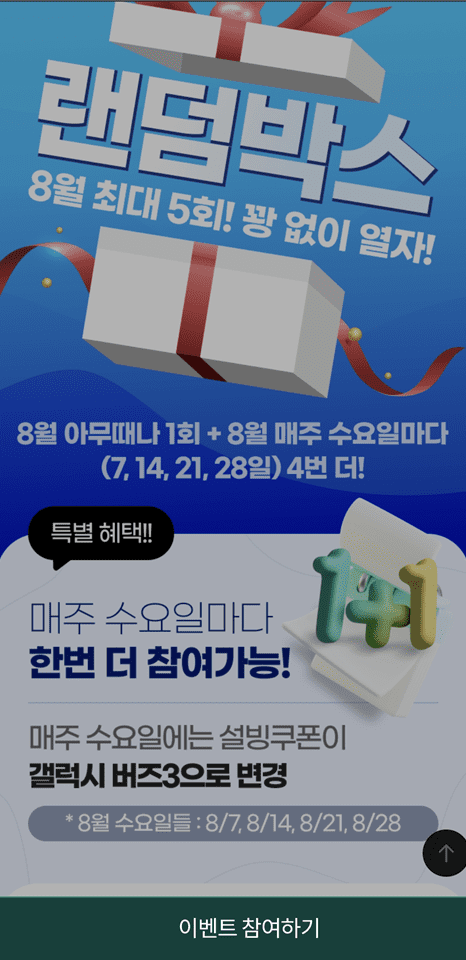 랜덤박스
8월 최대 5회! 꽝 없이 열자!
8월 아무때나 1회 + 8월 매주 수요일마다
(7, 14, 21, 28일) 4번 더!
특별 혜택!!
1+1
매주 수요일마다
한번 더 참여가능!
매주 수요일에는 설빙쿠폰이
갤럭시 버즈3으로 변경
* 8월 수요일들 : 8/7, 8/14, 8/21, 8/28
이벤트 참여하기